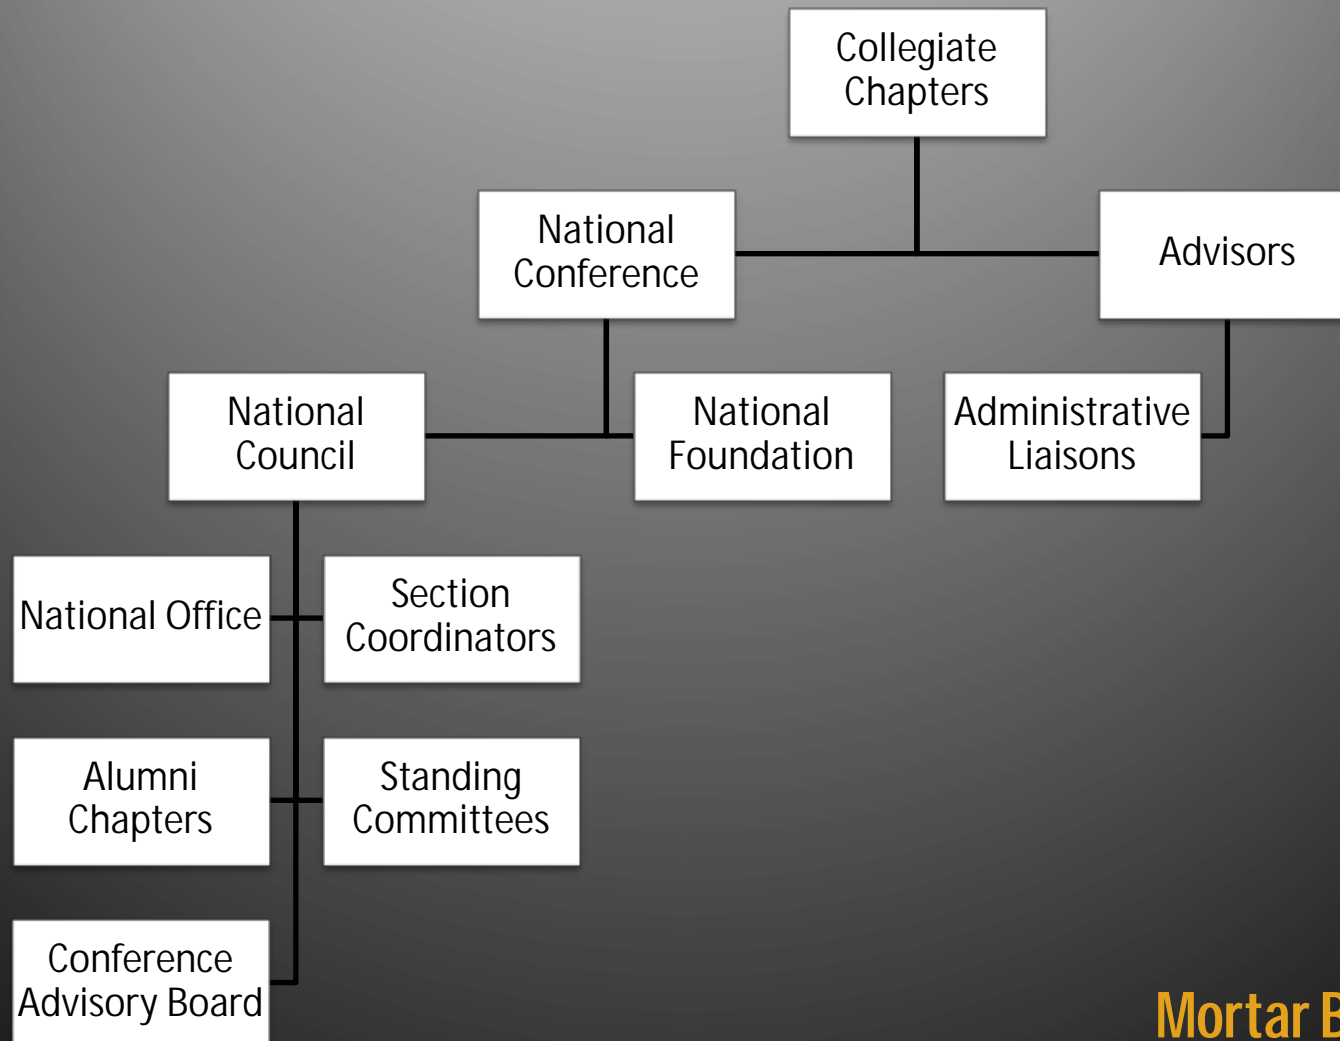 Collegiate
Chapters
National
Conference
Advisors
National
Council
National
Foundation
Administrative
Liaisons
National Office
Section
Coordinators
Alumni
Chapters
Standing
Committees
Conference
Advisory Board
Mortar B